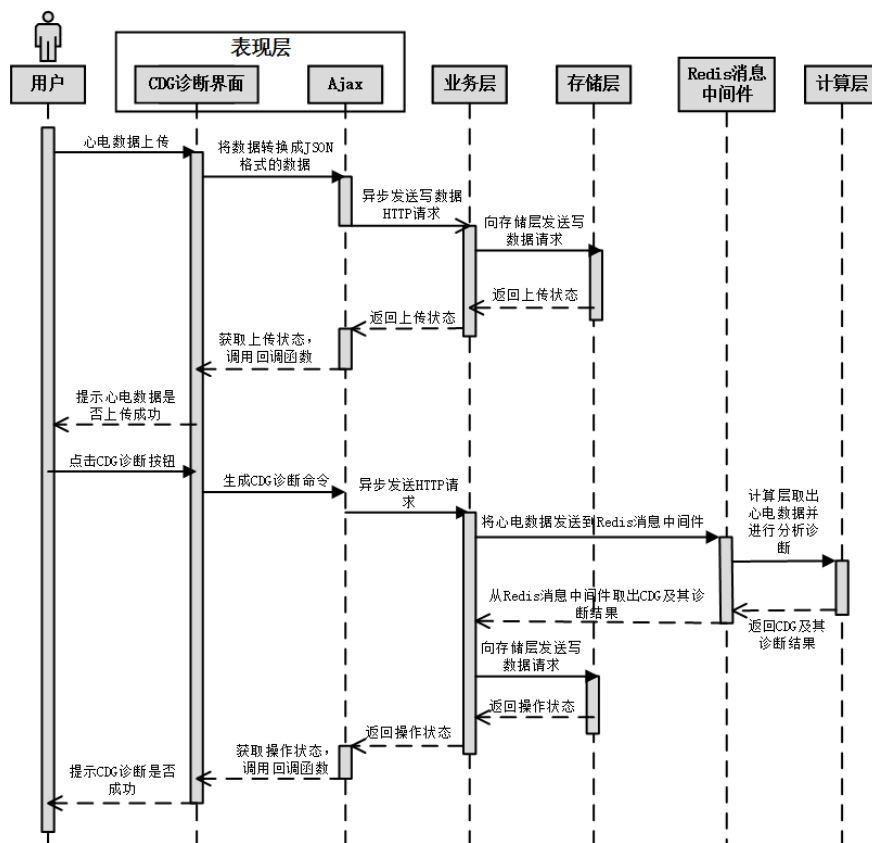 表现层
用户
CDG诊断界面
Ajax
业务层
存储层
Redis消息
中间件
计算层
心电数据上传
将数据转换成JSON
格式的数据
异步发送写数据
HTTP请求
向存储层发送写
数据请求
返回上传状态
返回上传状态
获取上传状态，
调用回调函数
提示心电数据是
否上传成功
点击CDG诊断按钮
生成CDG诊断命令
异步发送HTTP请
求
将心电数据发送到Redis消息中间件
计算层取出
心电数据并
进行分析诊
断
从Redis消息中间件取出CDG及其诊
断结果
返回CDG及其
诊断结果
向存储层发送写
数据请求
返回操作状态
返回操作状态
获取操作状态，
调用回调函数
提示CDG诊断是否
成功